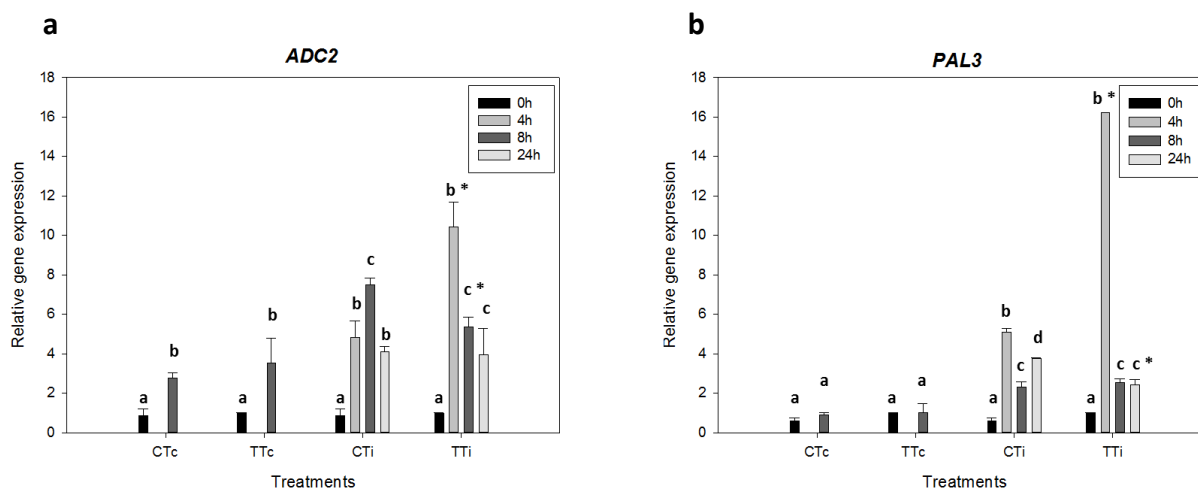 a
ADC2
18
16
14
12
10
8
6
4
2
0
Relative gene expression
0h
4h
8h
24h
a b
a b
a b c b
a b * c * c
CTc TTc CTi TTi
Treatments
b
PAL3
18
16
14
12
10
8
6
4
2
0
Relative gene expression
0h
4h
8h
24h
a a
a a
a b c d
a b * c c *
CTc TTc CTi TTi
Treatments